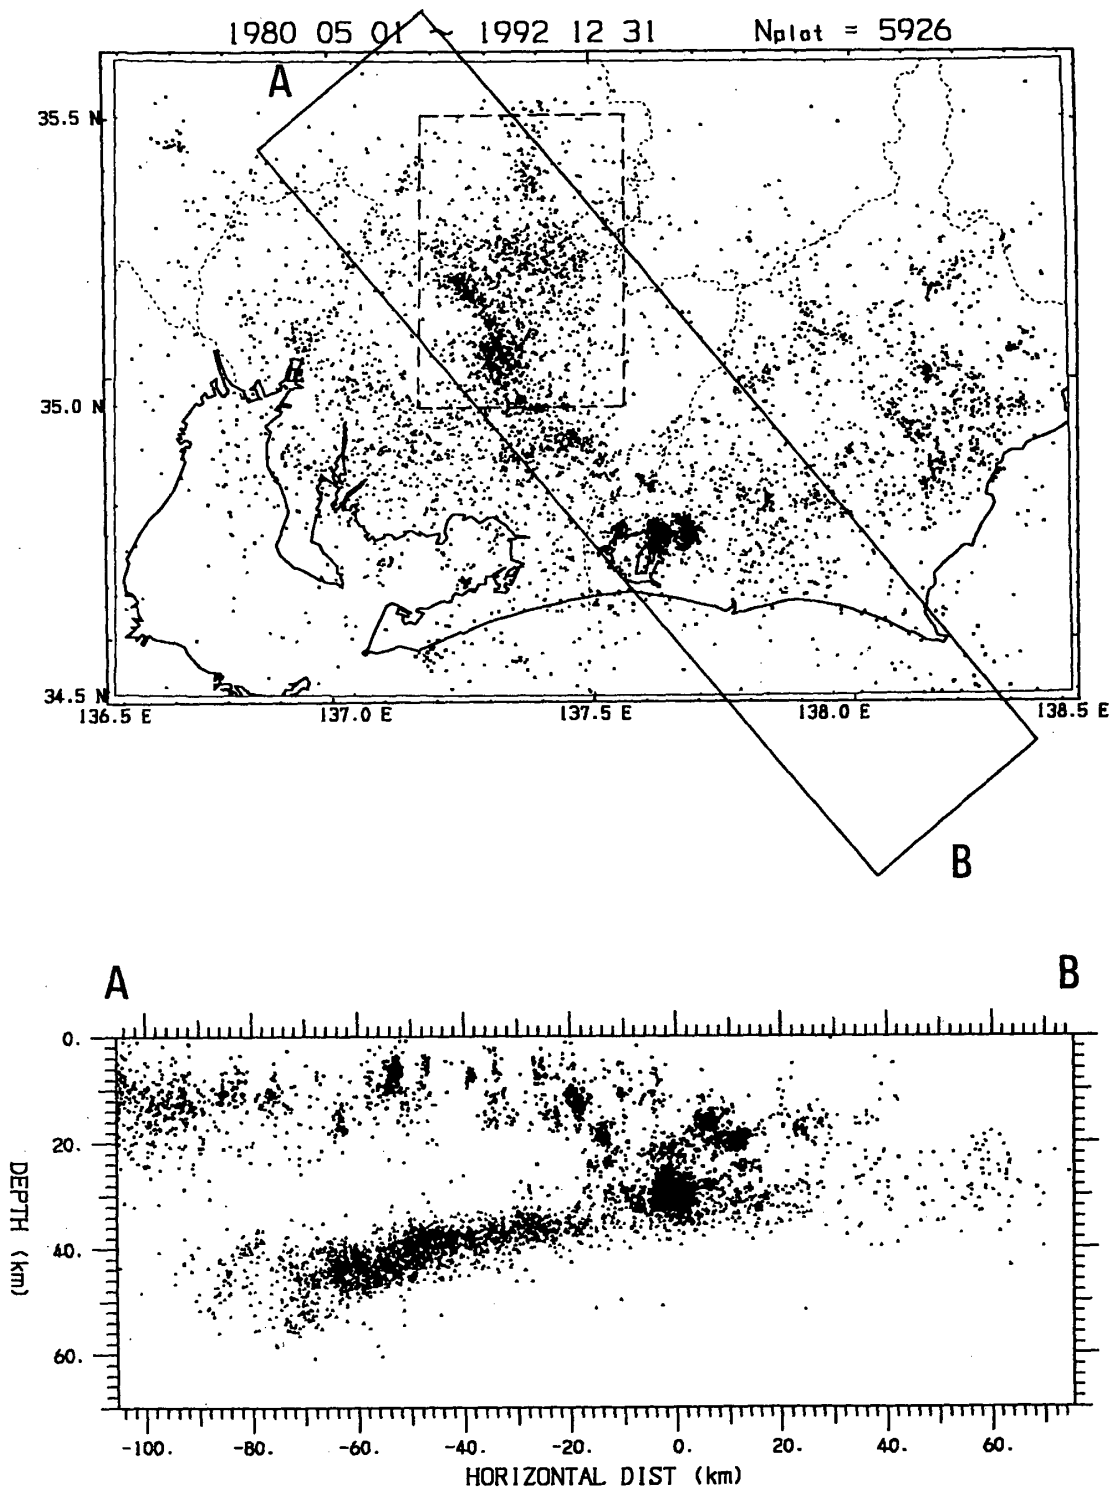 1980 05 01 ~ 1992 12 31 Nplot = 5926
A
35.5 N
35.0 N
34.5 N
136.5 E 137.0 E 137.5 E 138.0 E 138.5 E
B
A B
0.
20.
40.
60.
DEPTH (km)
-100. -80. -60. -40. -20. 0. 20. 40. 60.
HORIZONTAL DIST (km)